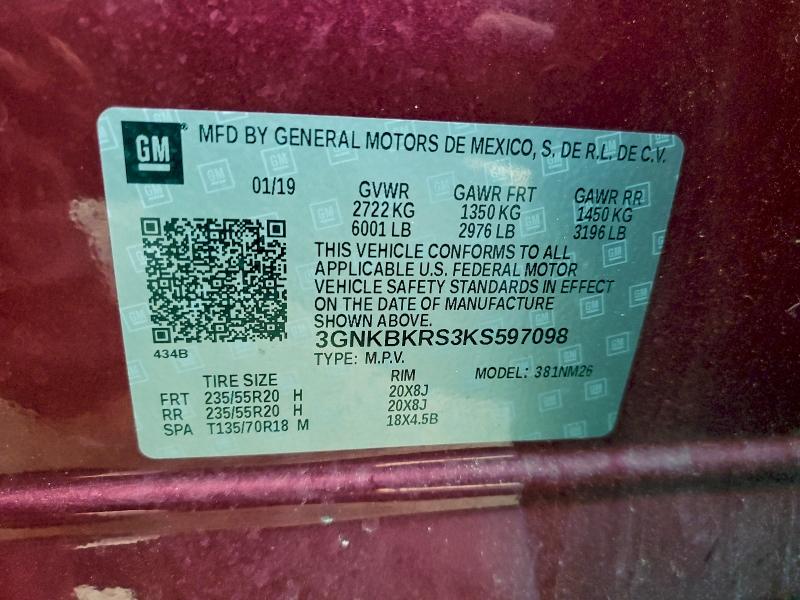 GM® MFD BY GENERAL MOTORS DE MEXICO, S. DE R.L. DE C.V.
01/19 GVWR GAWR FRT GAWR RR
2722 KG 1350 KG 1450 KG
6001 LB 2976 LB 3196 LB
THIS VEHICLE CONFORMS TO ALL
APPLICABLE U.S. FEDERAL MOTOR
VEHICLE SAFETY STANDARDS IN EFFECT
ON THE DATE OF MANUFACTURE
SHOWN ABOVE.
3GNKBKRS3KS597098
434B TYPE: M.P.V.
TIRE SIZE RIM MODEL: 381NM26
FRT 235/55R20 H 20X8J
RR 235/55R20 H 20X8J
SPA T135/70R18 M 18X4.5B